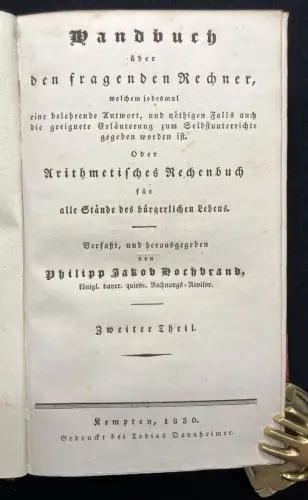 Handbuch
über
den fragenden Rechner,
welchem jedesmal
eine belehrende Antwort, und nöthigen Falls auch
die geeignete Erläuterung zum Selbstunterrichte
gegeben worden ist.
Oder
Arithmetisches Rechenbuch
für
alle Stände des bürgerlichen Lebens.
Verfaßt, und herausgegeben
von
Philipp Jakob Hochbrand,
königl. bayer. quiesc. Rechnungs-Revisor.
Zweiter Theil.
Kempten, 1830.
Gedruckt bei Tobias Dannheimer.